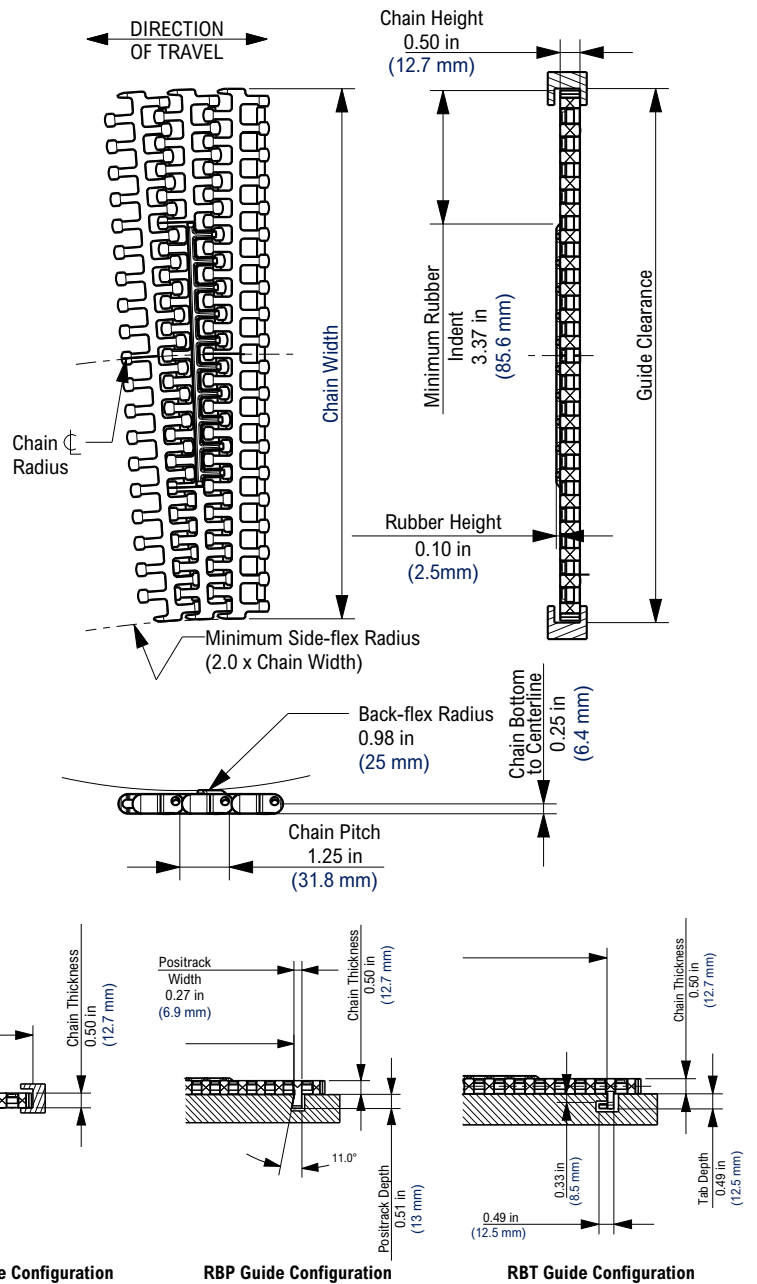 DIRECTION
OF TRAVEL
Chain Height
0.50 in
(12.7 mm)
Chain Width
Minimum Rubber
Indent
3.37 in
(85.6 mm)
Guide Clearance
Chain ℄
Radius
Rubber Height
0.10 in
(2.5mm)
Minimum Side-flex Radius
(2.0 x Chain Width)
Back-flex Radius
0.98 in
(25 mm)
Chain Bottom
to Centerline
0.25 in
(6.4 mm)
Chain Pitch
1.25 in
(31.8 mm)
Chain Thickness
0.50 in
(12.7 mm)
Positrack
Width
0.27 in
(6.9 mm)
Chain Thickness
0.50 in
(12.7 mm)
11.0°
Positrack Depth
0.51 in
(13 mm)
Chain Thickness
0.50 in
(12.7 mm)
0.33 in
(8.5 mm)
0.49 in
(12.5 mm)
Tab Depth
0.49 in
(12.5 mm)
e Configuration
RBP Guide Configuration
RBT Guide Configuration